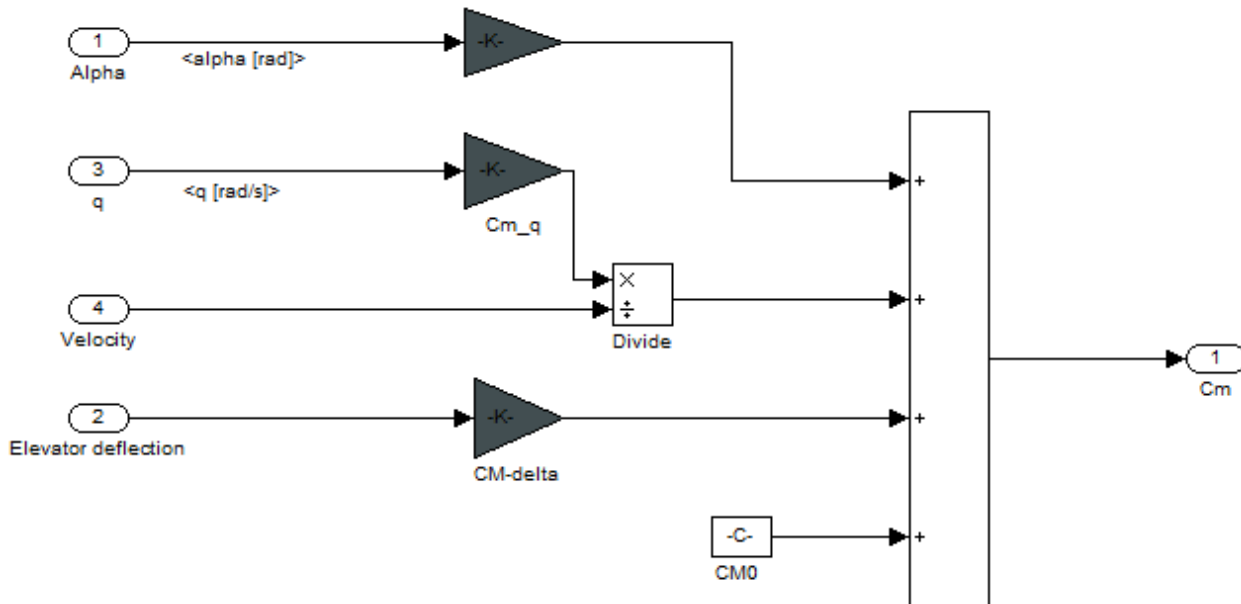 1
-K-
<alpha [rad]>
Alpha
+
3
-K-
<q [rad/s]>
q
Cm_q
×
+
4
÷
Velocity
Divide
1
Cm
2
-K-
+
Elevator deflection
CM-delta
-C-
+
CM0